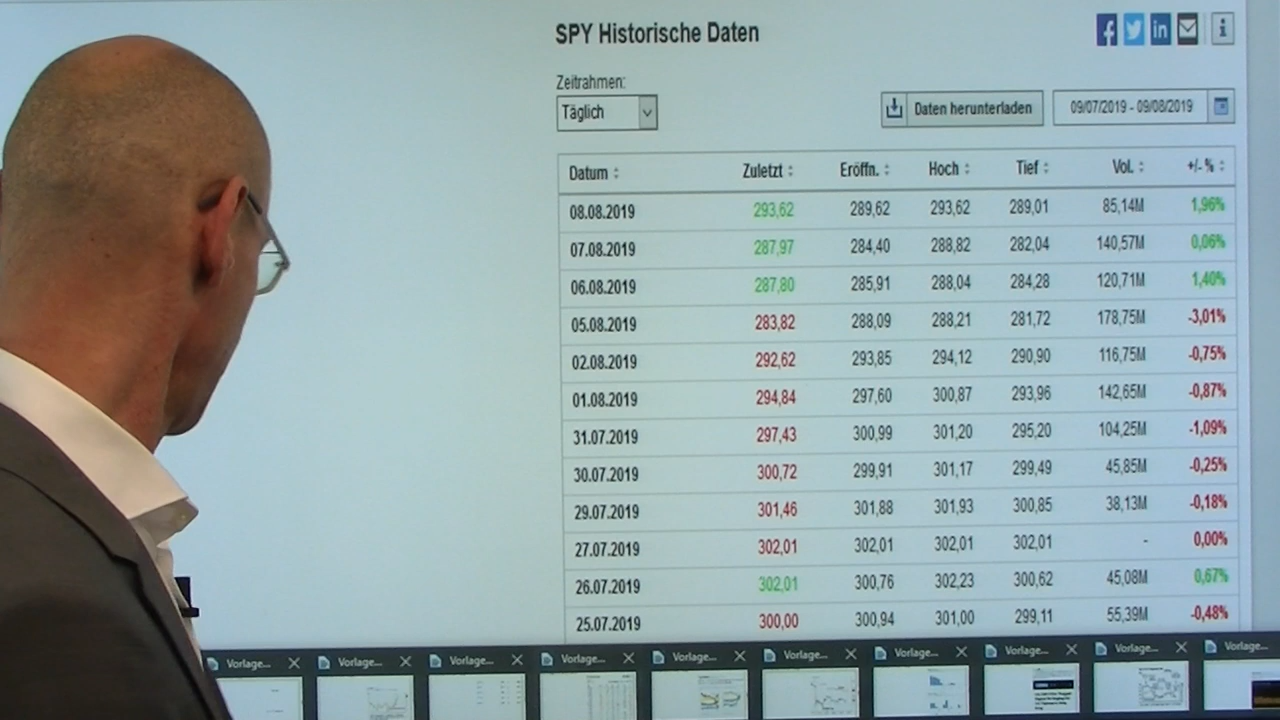 SPY Historische Daten
Zeitrahmen:
Täglich
Daten herunterladen
09/07/2019 - 09/08/2019
Datum Zuletzt Eröffn. Hoch Tief Vol. +/- %
08.08.2019 293,62 289,62 293,62 289,01 85,14M 1,96%
07.08.2019 287,97 284,40 288,82 282,04 140,57M 0,06%
06.08.2019 287,80 285,91 288,04 284,28 120,71M 1,40%
05.08.2019 283,82 288,09 288,21 281,72 178,75M -3,01%
02.08.2019 292,62 293,85 294,12 290,90 116,75M -0,75%
01.08.2019 294,84 297,60 300,87 293,96 142,65M -0,87%
31.07.2019 297,43 300,99 301,20 295,20 104,25M -1,09%
30.07.2019 300,72 299,91 301,17 299,49 45,85M -0,25%
29.07.2019 301,46 301,88 301,93 300,85 38,13M -0,18%
27.07.2019 302,01 302,01 302,01 302,01 - 0,00%
26.07.2019 302,01 300,76 302,23 300,62 45,08M 0,67%
25.07.2019 300,00 300,94 301,00 299,11 55,39M -0,48%
Vorlage... Vorlage... Vorlage... Vorlage... Vorlage... Vorlage... Vorlage... Vorlage... Vorlage... Vorlage...